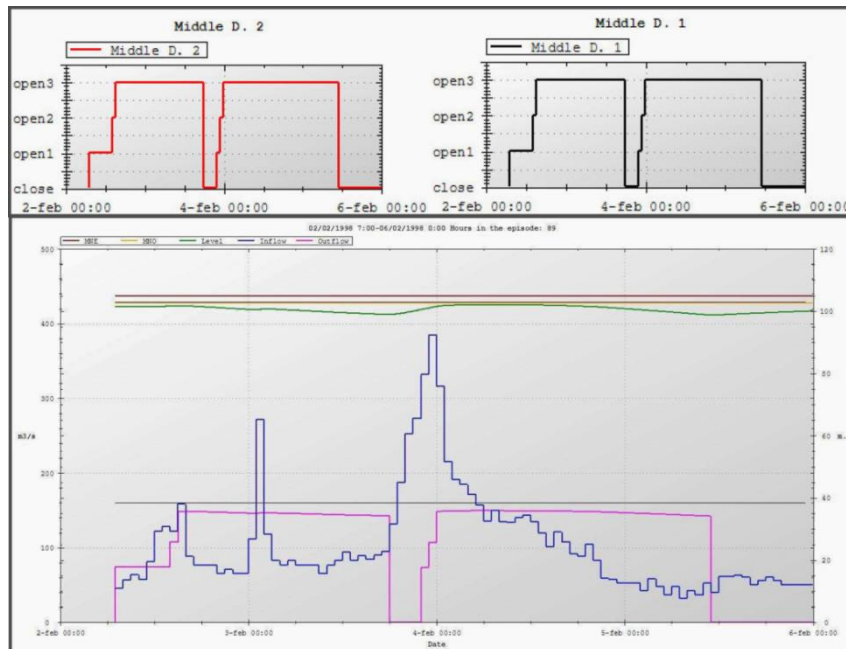 Middle D. 2
Middle D. 2
open3
open2
open1
close
2-feb 00:00 4-feb 00:00 6-feb 00:00
Middle D. 1
Middle D. 1
open3
open2
open1
close
2-feb 00:00 4-feb 00:00 6-feb 00:00
02/02/1998 7:00-06/02/1998 0:00 Hours in the episode: 89
MNE MNO Level Inflow Outflow
500
400
300
200
100
0
m3/s
120
100
80
60
40
20
0
m.
2-feb 00:00 3-feb 00:00 4-feb 00:00 5-feb 00:00 6-feb 00:00
Date